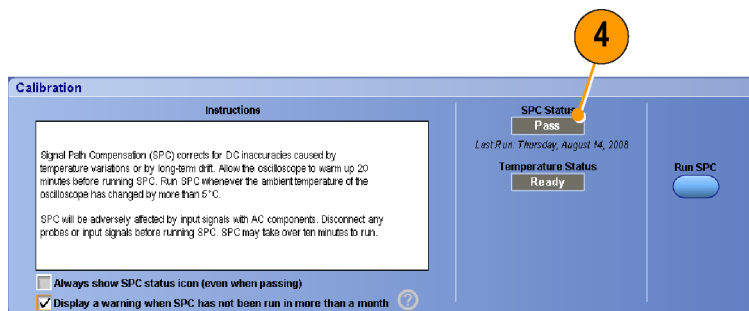 4
Calibration
Instructions
Signal Path Compensation (SPC) corrects for DC inaccuracies caused by
temperature variations or by long-term drift. Allow the oscilloscope to warm up 20
minutes before running SPC. Run SPC whenever the ambient temperature of the
oscilloscope has changed by more than 5°C.
SPC will be adversely affected by input signals with AC components. Disconnect any
probes or input signals before running SPC. SPC may take over ten minutes to run.
Always show SPC status icon (even when passing)
Display a warning when SPC has not been run in more than a month ?
SPC Status
Pass
Last Run: Thursday, August 14, 2008
Temperature Status
Ready
Run SPC